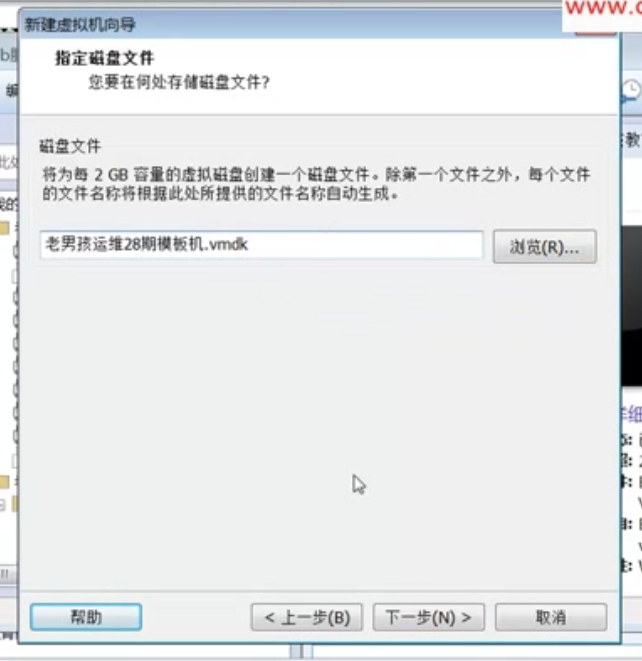 www.
新建虚拟机向导
指定磁盘文件
您要在何处存储磁盘文件?
磁盘文件
将为每 2 GB 容量的虚拟磁盘创建一个磁盘文件。除第一个文件之外，每个文件
的文件名称将根据此处所提供的文件名称自动生成。
老男孩运维28期模板机.vmdk
浏览(R)...
帮助
< 上一步(B)
下一步(N) >
取消